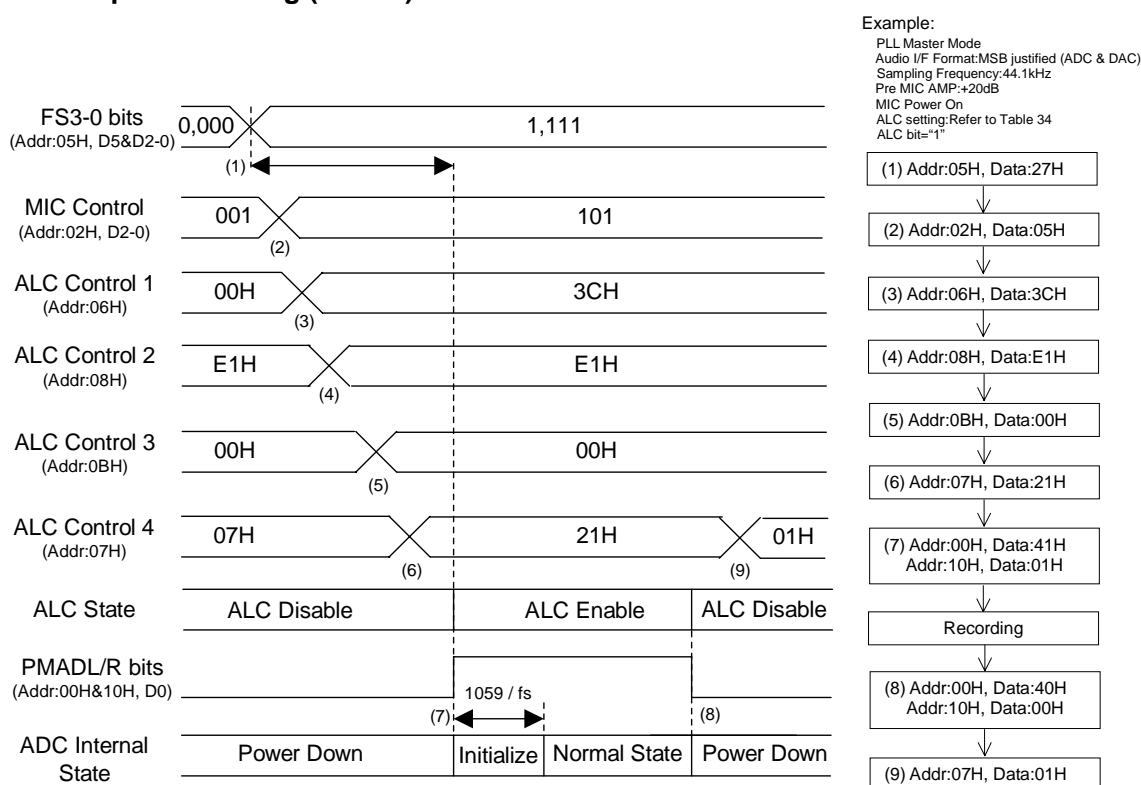 Example:
PLL Master Mode
Audio I/F Format:MSB justified (ADC & DAC)
Sampling Frequency:44.1kHz
Pre MIC AMP:+20dB
MIC Power On
ALC setting:Refer to Table 34
ALC bit="1"
FS3-0 bits
(Addr:05H, D5&D2-0)
0,000
1,111
(1)
MIC Control
(Addr:02H, D2-0)
001
101
(2)
ALC Control 1
(Addr:06H)
00H
3CH
(3)
ALC Control 2
(Addr:08H)
E1H
E1H
(4)
ALC Control 3
(Addr:0BH)
00H
00H
(5)
ALC Control 4
(Addr:07H)
07H
21H
01H
(6)
(9)
ALC State
ALC Disable
ALC Enable
ALC Disable
PMADL/R bits
(Addr:00H&10H, D0)
1059 / fs
(7)
(8)
ADC Internal
State
Power Down
Initialize
Normal State
Power Down
(1) Addr:05H, Data:27H
(2) Addr:02H, Data:05H
(3) Addr:06H, Data:3CH
(4) Addr:08H, Data:E1H
(5) Addr:0BH, Data:00H
(6) Addr:07H, Data:21H
(7) Addr:00H, Data:41H
Addr:10H, Data:01H
Recording
(8) Addr:00H, Data:40H
Addr:10H, Data:00H
(9) Addr:07H, Data:01H